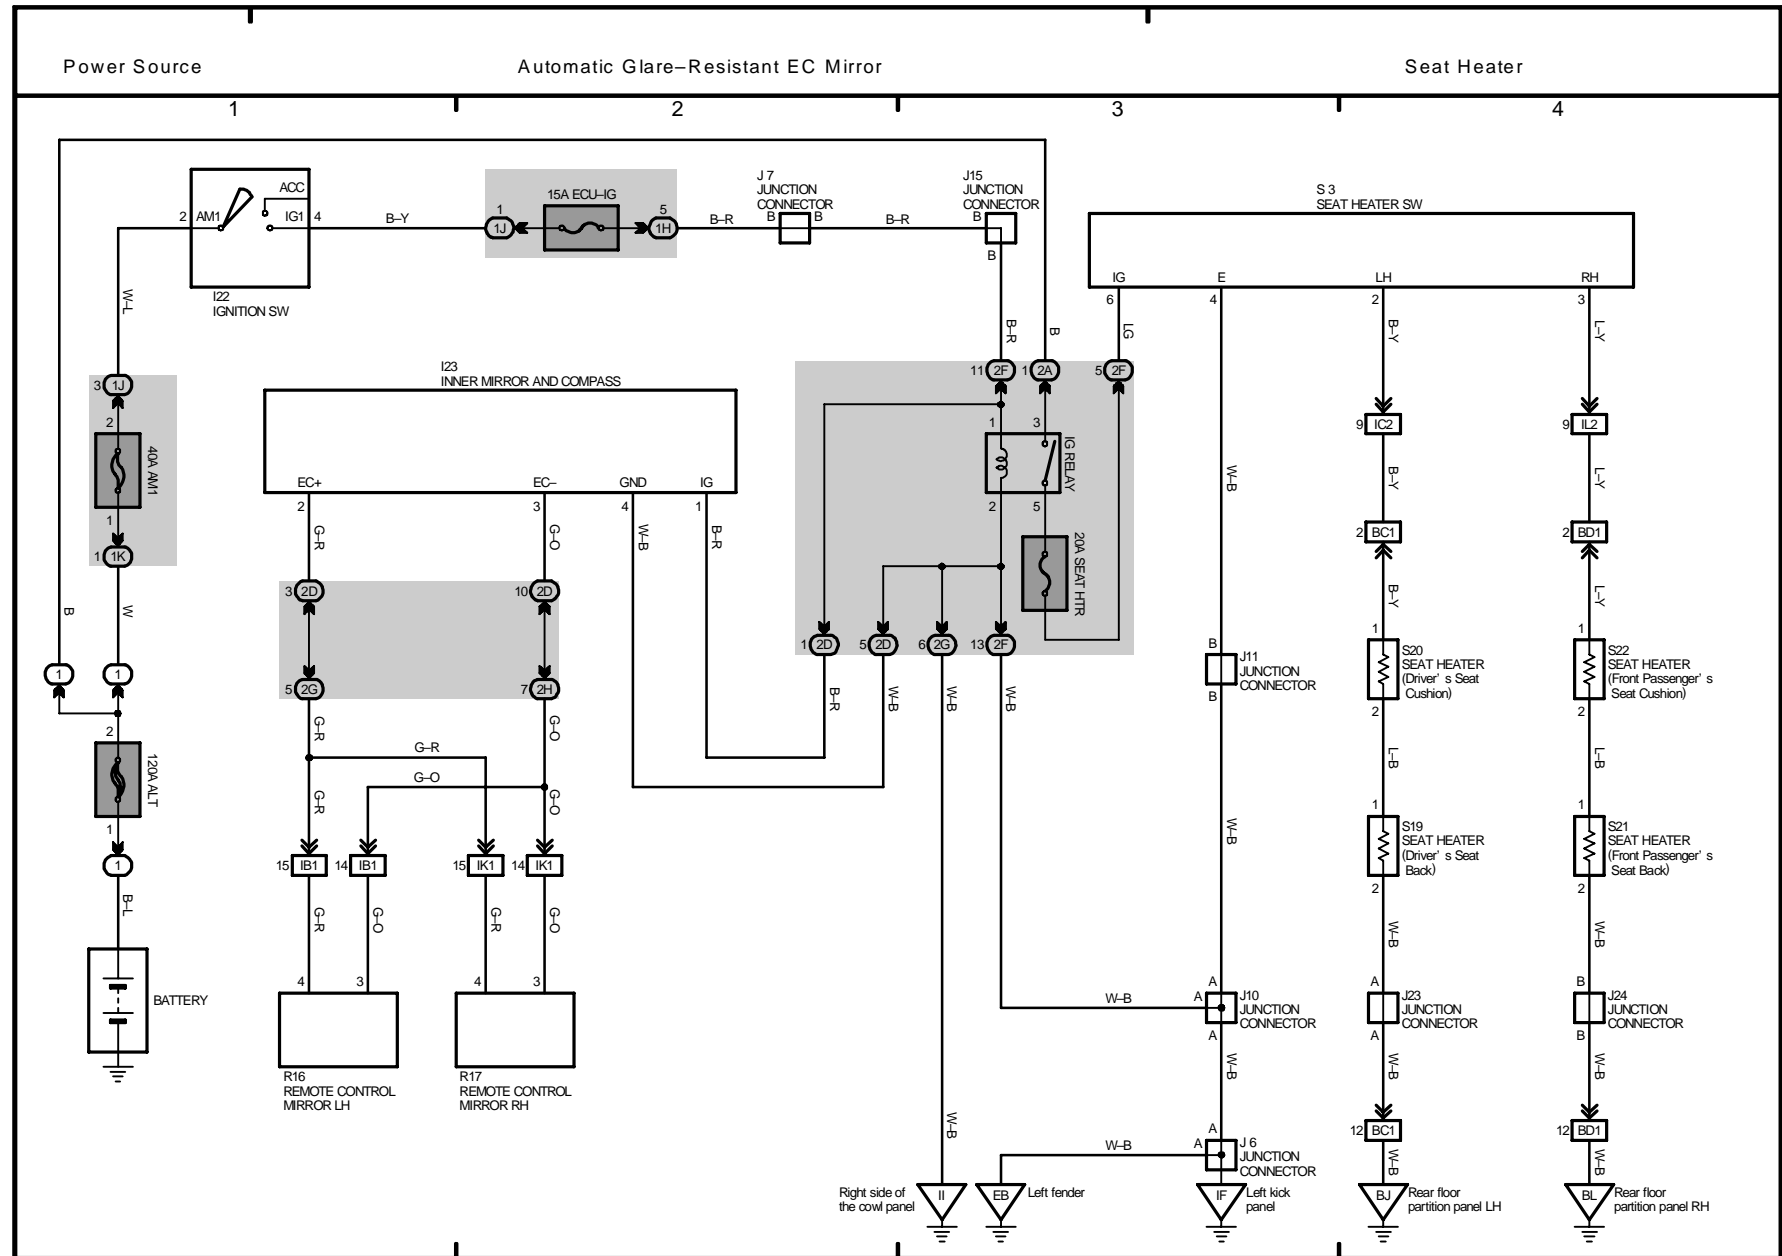 Power Source
Automatic Glare–Resistant EC Mirror
Seat Heater
1
2
3
4
2
AM1
ACC
IG1
4
I22
IGNITION SW
B–Y
15A ECU–IG
1
1J
5
1H
B–R
J 7
JUNCTION
CONNECTOR
B
B
B–R
J15
JUNCTION
CONNECTOR
B
B
S 3
SEAT HEATER SW
IG
E
LH
RH
6
4
2
3
W–L
B–R
B
LG
B–Y
L–Y
3
1J
2
40A AM1
1
1
1K
W
B
1
1
2
120A ALT
1
1
B–L
BATTERY
I23
INNER MIRROR AND COMPASS
EC+
EC–
GND
IG
2
3
4
1
G–R
G–O
W–B
B–R
3
2D
10
2D
5
2G
7
2H
G–R
G–O
G–R
G–O
G–R
G–O
15
IB1
14
IB1
15
IK1
14
IK1
G–R
G–O
G–R
G–O
4
3
4
3
R16
REMOTE CONTROL
MIRROR LH
R17
REMOTE CONTROL
MIRROR RH
11
2F
1
2A
5
2F
1
3
IG RELAY
2
5
20A SEAT HTR
1
2D
5
2D
6
2G
13
2F
B–R
W–B
W–B
W–B
W–B
W–B
B
J11
JUNCTION
CONNECTOR
B
W–B
W–B
A
A
J10
JUNCTION
CONNECTOR
A
W–B
A
A
J 6
JUNCTION
CONNECTOR
W–B
Right side of
the cowl panel
II
EB
Left fender
IF
Left kick
panel
9
IC2
B–Y
2
BC1
B–Y
1
S20
SEAT HEATER
(Driver' s Seat
Cushion)
2
L–B
1
S19
SEAT HEATER
(Driver' s Seat
Back)
2
W–B
A
J23
JUNCTION
CONNECTOR
A
W–B
12
BC1
W–B
BJ
Rear floor
partition panel LH
9
IL2
L–Y
2
BD1
L–Y
1
S22
SEAT HEATER
(Front Passenger' s
Seat Cushion)
2
L–B
1
S21
SEAT HEATER
(Front Passenger' s
Seat Back)
2
W–B
B
J24
JUNCTION
CONNECTOR
B
W–B
12
BD1
W–B
BL
Rear floor
partition panel RH